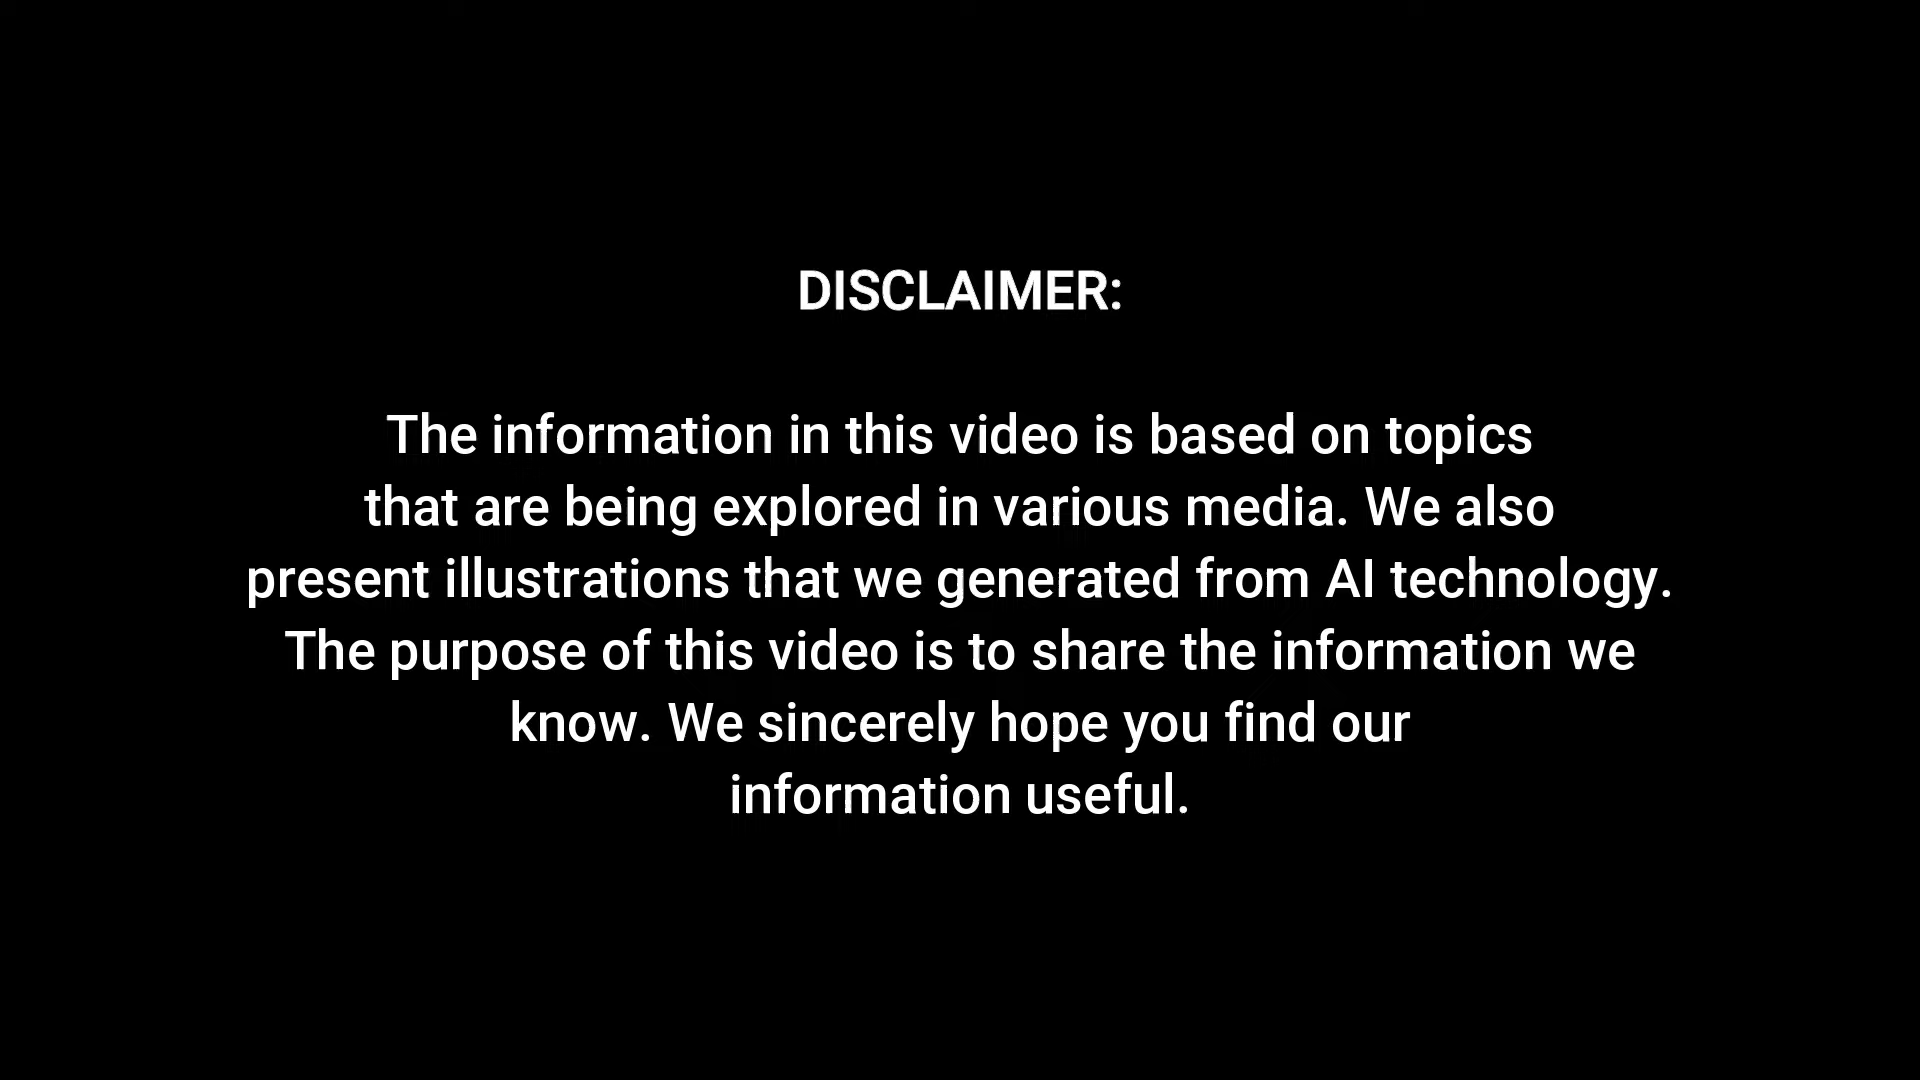 DISCLAIMER:
The information in this video is based on topics
that are being explored in various media. We also
present illustrations that we generated from AI technology.
The purpose of this video is to share the information we
know. We sincerely hope you find our
information useful.